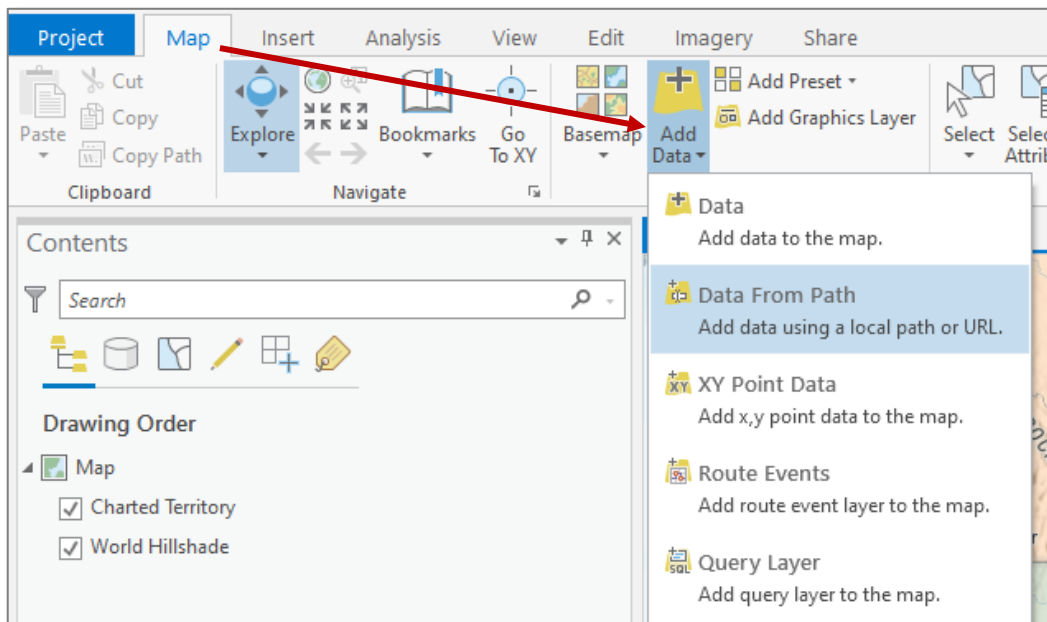 Project Map Insert Analysis View Edit Imagery Share
Cut
Copy
Copy Path
Paste
Clipboard
Explore
Bookmarks
Go
To XY
Navigate
Basemap
Add
Data
Add Preset
Add Graphics Layer
Select
Contents
Search
Drawing Order
Map
Charted Territory
World Hillshade
Data
Add data to the map.
Data From Path
Add data using a local path or URL.
XY
XY Point Data
Add x,y point data to the map.
Route Events
Add route event layer to the map.
SQL
Query Layer
Add query layer to the map.